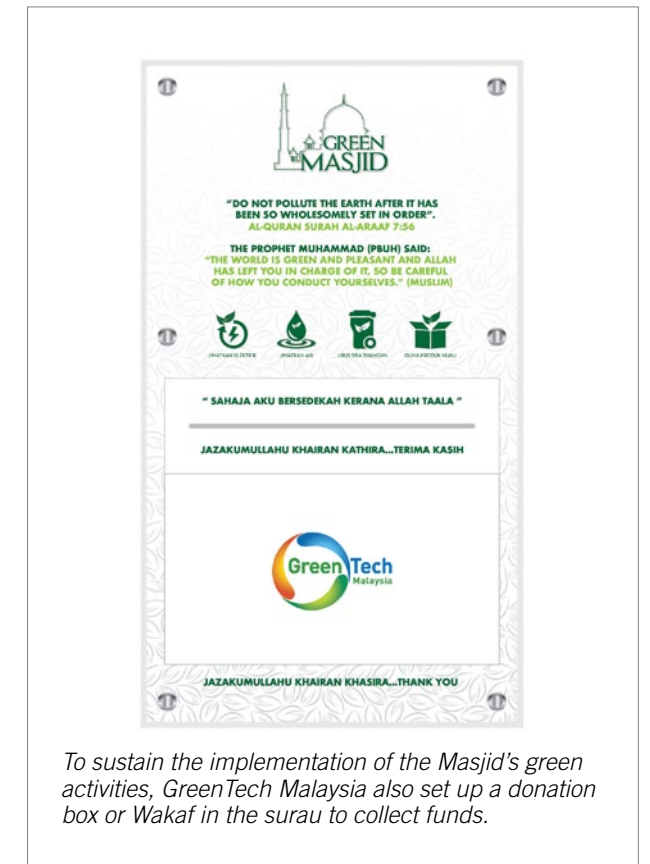 GREEN
MASJID
"DO NOT POLLUTE THE EARTH AFTER IT HAS
BEEN SO WHOLESOMELY SET IN ORDER".
AL-QURAN SURAH AL-ARAAF 7:56
THE PROPHET MUHAMMAD (PBUH) SAID:
"THE WORLD IS GREEN AND PLEASANT AND ALLAH
HAS LEFT YOU IN CHARGE OF IT, SO BE CAREFUL
OF HOW YOU CONDUCT YOURSELVES." (MUSLIM)
JIMATKAN AIR
" SAHAJA AKU BERSEDEKAH KERANA ALLAH TAALA "
JAZAKUMULLAHU KHAIRAN KATHIRA...TERIMA KASIH
GreenTech
Malaysia
JAZAKUMULLAHU KHAIRAN KHASIRA...THANK YOU
To sustain the implementation of the Masjid's green
activities, GreenTech Malaysia also set up a donation
box or Wakaf in the surau to collect funds.